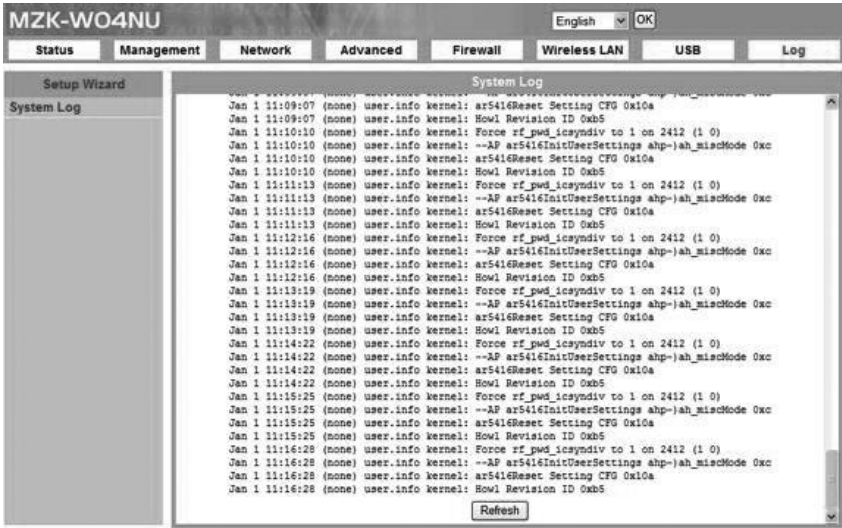 MZK-WO4NU
English OK
Status Management Network Advanced Firewall Wireless LAN USB Log
Setup Wizard
System Log
System Log
Jan 1 11:09:07 (none) user.info kernel: ar5416Reset Setting CFG 0x10a
Jan 1 11:09:07 (none) user.info kernel: Howl Revision ID 0xb5
Jan 1 11:10:10 (none) user.info kernel: Force rf_pwd_icsyndiv to 1 on 2412 (1 0)
Jan 1 11:10:10 (none) user.info kernel: --AP ar5416InitUserSettings ahp-)ah_miscMode 0xc
Jan 1 11:10:10 (none) user.info kernel: ar5416Reset Setting CFG 0x10a
Jan 1 11:10:10 (none) user.info kernel: Howl Revision ID 0xb5
Jan 1 11:11:13 (none) user.info kernel: Force rf_pwd_icsyndiv to 1 on 2412 (1 0)
Jan 1 11:11:13 (none) user.info kernel: --AP ar5416InitUserSettings ahp-)ah_miscMode 0xc
Jan 1 11:11:13 (none) user.info kernel: ar5416Reset Setting CFG 0x10a
Jan 1 11:11:13 (none) user.info kernel: Howl Revision ID 0xb5
Jan 1 11:12:16 (none) user.info kernel: Force rf_pwd_icsyndiv to 1 on 2412 (1 0)
Jan 1 11:12:16 (none) user.info kernel: --AP ar5416InitUserSettings ahp-)ah_miscMode 0xc
Jan 1 11:12:16 (none) user.info kernel: ar5416Reset Setting CFG 0x10a
Jan 1 11:12:16 (none) user.info kernel: Howl Revision ID 0xb5
Jan 1 11:13:19 (none) user.info kernel: Force rf_pwd_icsyndiv to 1 on 2412 (1 0)
Jan 1 11:13:19 (none) user.info kernel: --AP ar5416InitUserSettings ahp-)ah_miscMode 0xc
Jan 1 11:13:19 (none) user.info kernel: ar5416Reset Setting CFG 0x10a
Jan 1 11:13:19 (none) user.info kernel: Howl Revision ID 0xb5
Jan 1 11:14:22 (none) user.info kernel: Force rf_pwd_icsyndiv to 1 on 2412 (1 0)
Jan 1 11:14:22 (none) user.info kernel: --AP ar5416InitUserSettings ahp-)ah_miscMode 0xc
Jan 1 11:14:22 (none) user.info kernel: ar5416Reset Setting CFG 0x10a
Jan 1 11:14:22 (none) user.info kernel: Howl Revision ID 0xb5
Jan 1 11:15:25 (none) user.info kernel: Force rf_pwd_icsyndiv to 1 on 2412 (1 0)
Jan 1 11:15:25 (none) user.info kernel: --AP ar5416InitUserSettings ahp-)ah_miscMode 0xc
Jan 1 11:15:25 (none) user.info kernel: ar5416Reset Setting CFG 0x10a
Jan 1 11:15:25 (none) user.info kernel: Howl Revision ID 0xb5
Jan 1 11:16:28 (none) user.info kernel: Force rf_pwd_icsyndiv to 1 on 2412 (1 0)
Jan 1 11:16:28 (none) user.info kernel: --AP ar5416InitUserSettings ahp-)ah_miscMode 0xc
Jan 1 11:16:28 (none) user.info kernel: ar5416Reset Setting CFG 0x10a
Jan 1 11:16:28 (none) user.info kernel: Howl Revision ID 0xb5
Refresh